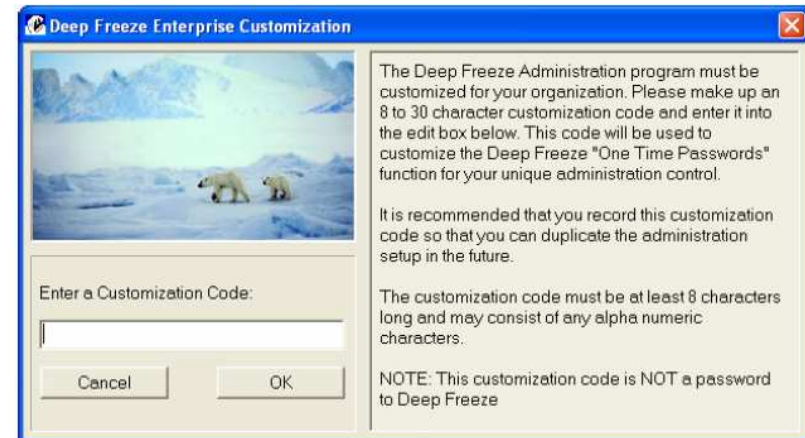 Deep Freeze Enterprise Customization
The Deep Freeze Administration program must be
customized for your organization. Please make up an
8 to 30 character customization code and enter it into
the edit box below. This code will be used to
customize the Deep Freeze "One Time Passwords"
function for your unique administration control.
It is recommended that you record this customization
code so that you can duplicate the administration
setup in the future.
The customization code must be at least 8 characters
long and may consist of any alpha numeric
characters.
NOTE: This customization code is NOT a password
to Deep Freeze
Enter a Customization Code:
Cancel OK